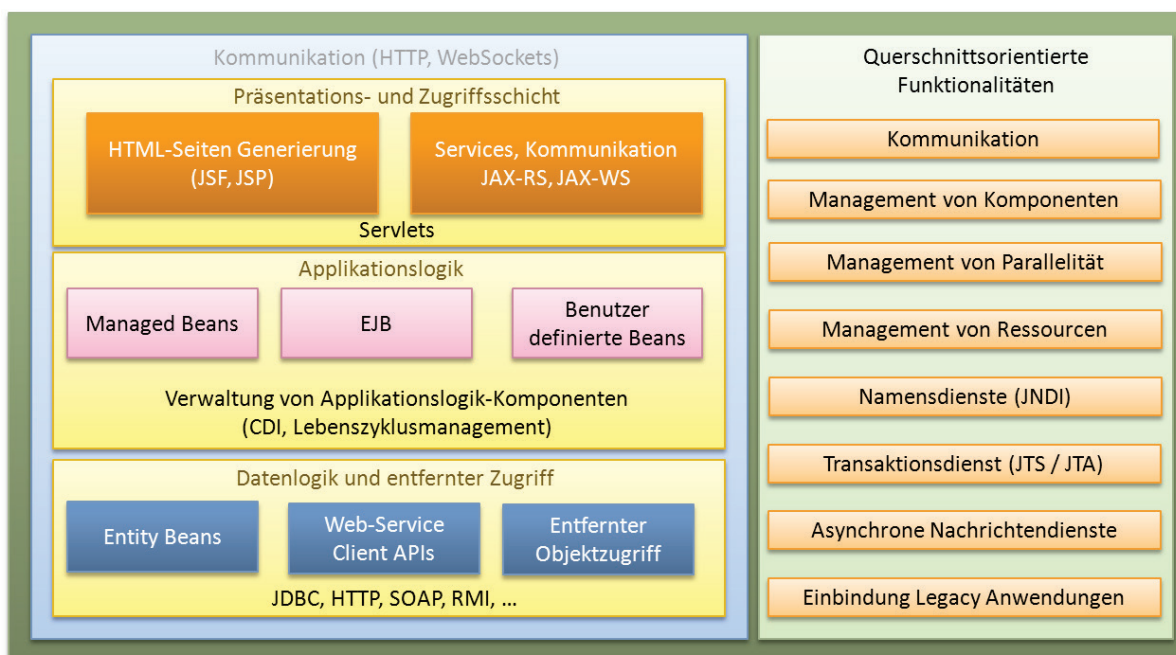 Kommunikation (HTTP, WebSockets)
Präsentations- und Zugriffsschicht
HTML-Seiten Generierung
(JSF, JSP)
Services, Kommunikation
JAX-RS, JAX-WS
Servlets
Applikationslogik
Managed Beans
EJB
Benutzer
definierte Beans
Verwaltung von Applikationslogik-Komponenten
(CDI, Lebenszyklusmanagement)
Datenlogik und entfernter Zugriff
Entity Beans
Web-Service
Client APIs
Entfernter
Objektzugriff
JDBC, HTTP, SOAP, RMI, ...
Querschnittsorientierte
Funktionalitäten
Kommunikation
Management von Komponenten
Management von Parallelität
Management von Ressourcen
Namensdienste (JNDI)
Transaktionsdienst (JTS / JTA)
Asynchrone Nachrichtendienste
Einbindung Legacy Anwendungen